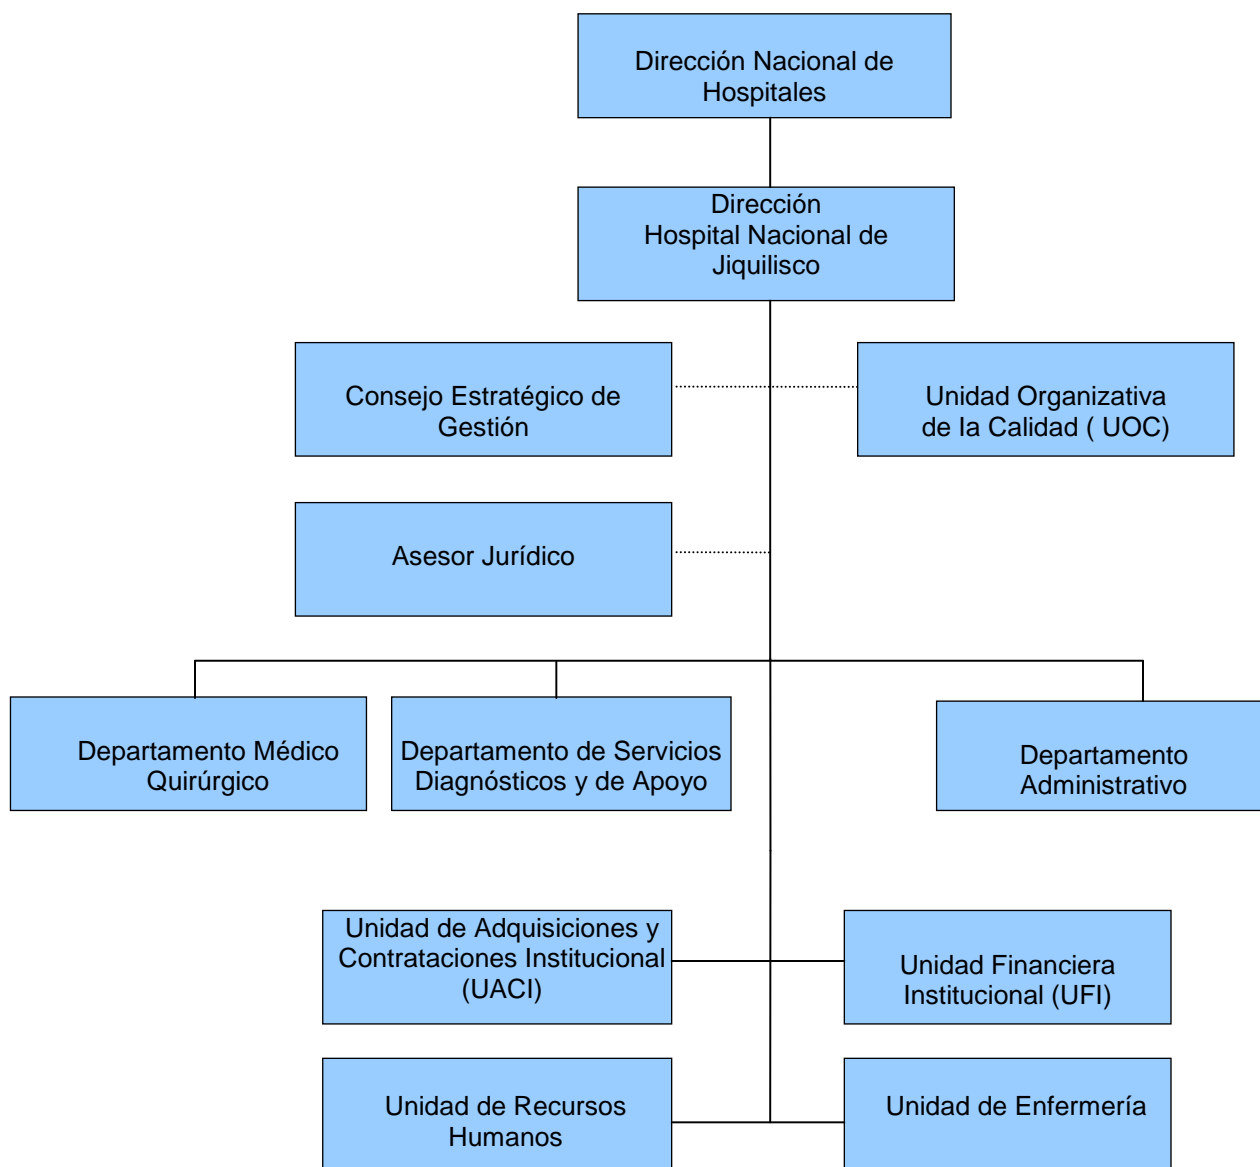 Dirección Nacional de
Hospitales
Dirección
Hospital Nacional de
Jiquilisco
Consejo Estratégico de
Gestión
Unidad Organizativa
de la Calidad ( UOC)
Asesor Jurídico
Departamento Médico
Quirúrgico
Departamento de Servicios
Diagnósticos y de Apoyo
Departamento
Administrativo
Unidad de Adquisiciones y
Contrataciones Institucional
(UACI)
Unidad Financiera
Institucional (UFI)
Unidad de Recursos
Humanos
Unidad de Enfermería